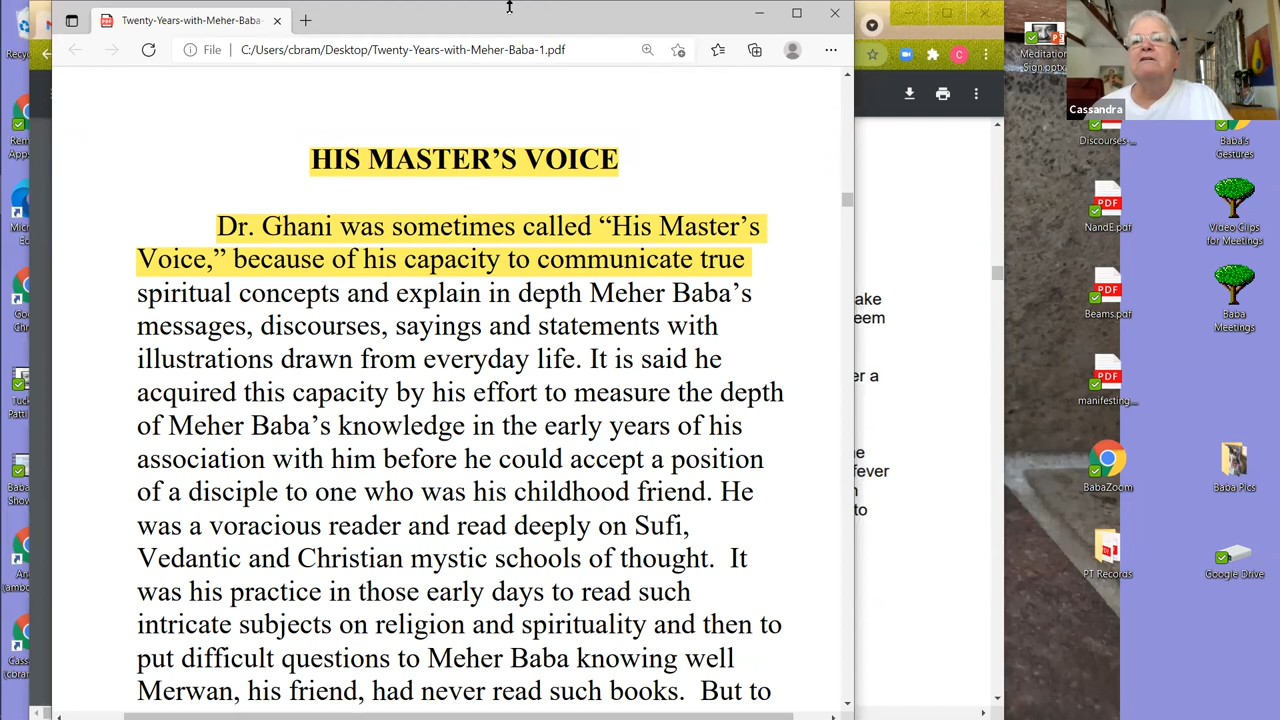 Twenty-Years-with-Meher-Baba-
File
C:/Users/cbram/Desktop/Twenty-Years-with-Meher-Baba-1.pdf
HIS MASTER’S VOICE
Dr. Ghani was sometimes called “His Master’s
Voice,” because of his capacity to communicate true
spiritual concepts and explain in depth Meher Baba’s
messages, discourses, sayings and statements with
illustrations drawn from everyday life. It is said he
acquired this capacity by his effort to measure the depth
of Meher Baba’s knowledge in the early years of his
association with him before he could accept a position
of a disciple to one who was his childhood friend. He
was a voracious reader and read deeply on Sufi,
Vedantic and Christian mystic schools of thought.  It
was his practice in those early days to read such
intricate subjects on religion and spirituality and then to
put difficult questions to Meher Baba knowing well
Merwan, his friend, had never read such books.  But to
C
ake
eem
er a
he
fever
to
Meditation
Sign.pptx
Cassandra
Discourses-...
Baba's
Gestures
PDF
NandE.pdf
Video Clips
for Meetings
PDF
Beams.pdf
Baba
Meetings
PDF
manifesting...
BabaZoom
Baba Pics
PT Records
Google Drive